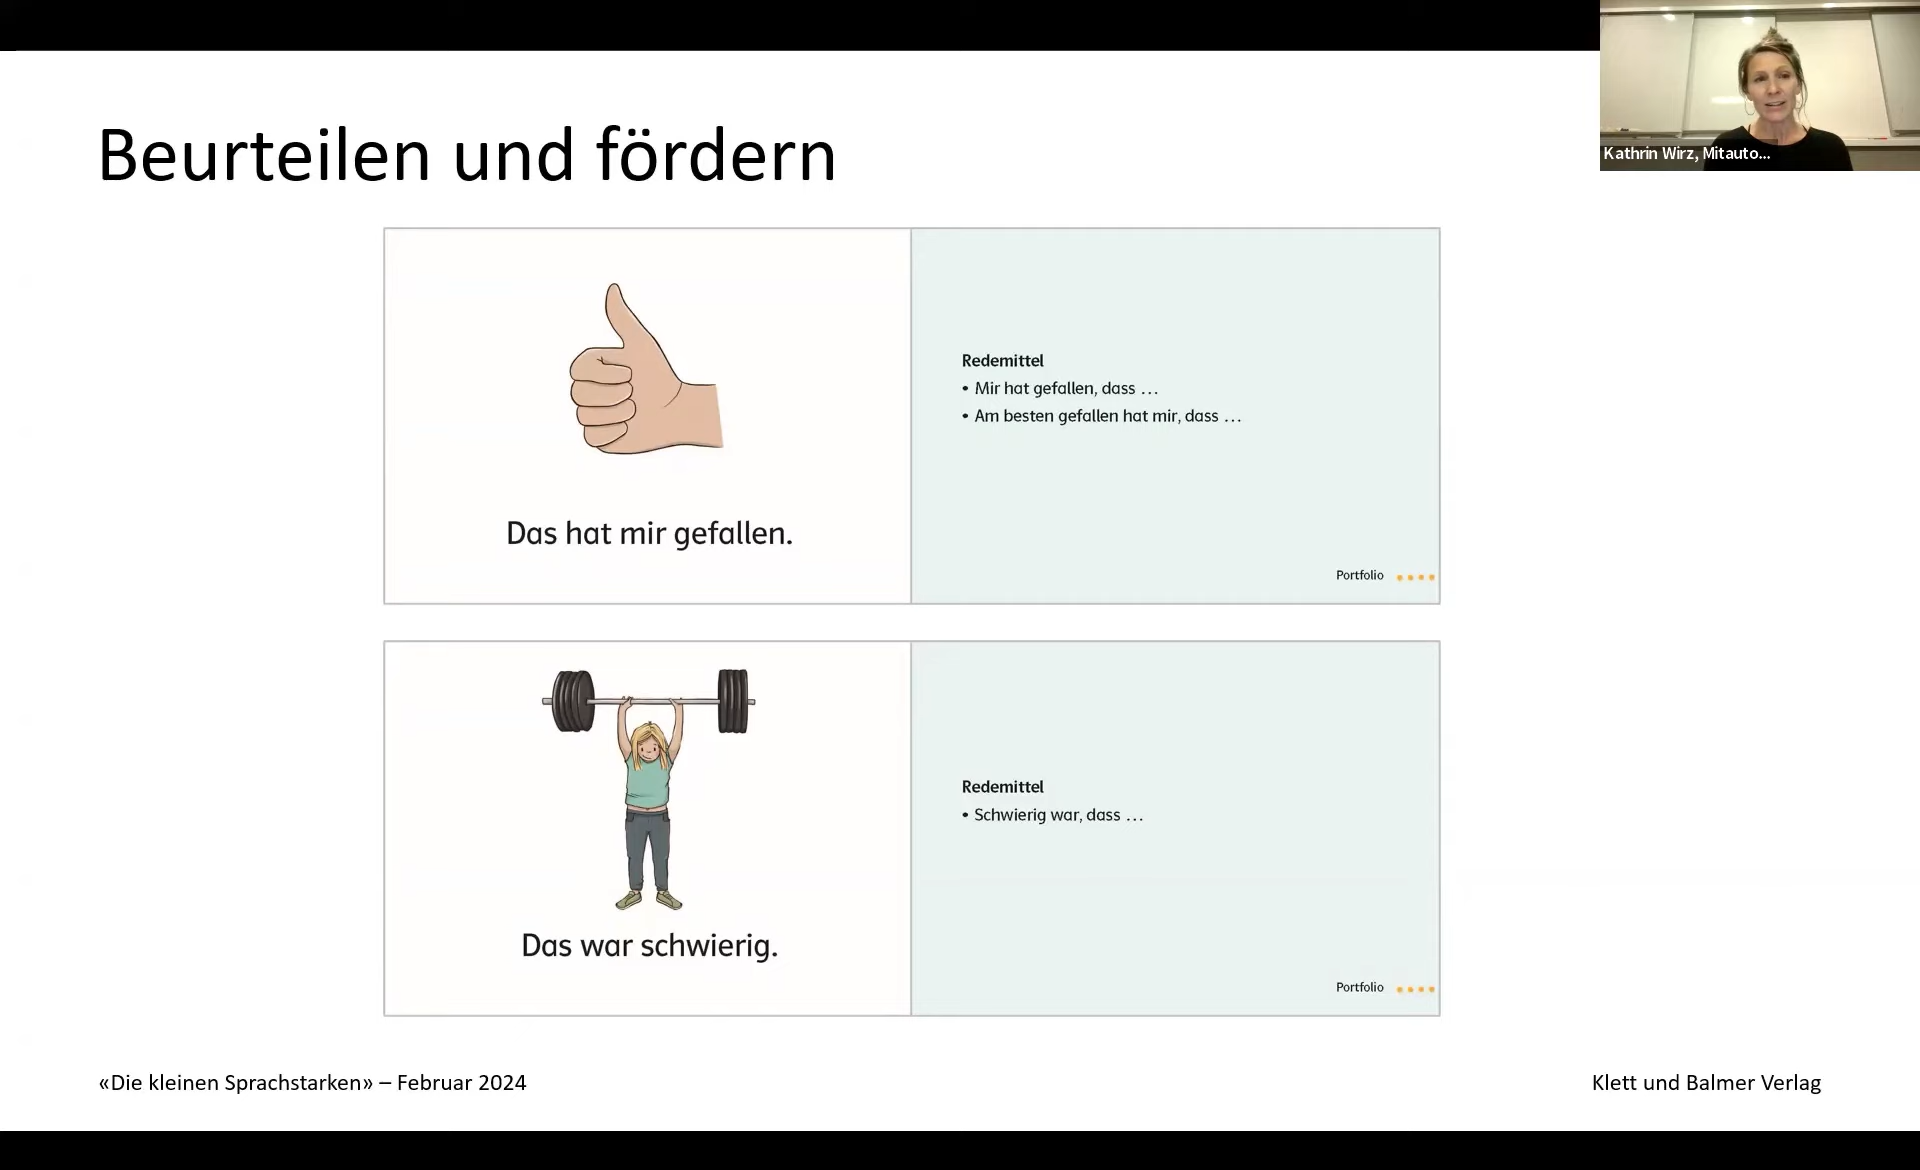 Beurteilen und fördern
Kathrin Wirz, Mitauto...
Redemittel
• Mir hat gefallen, dass …
• Am besten gefallen hat mir, dass …
Das hat mir gefallen.
Portfolio
Redemittel
• Schwierig war, dass …
Das war schwierig.
Portfolio
«Die kleinen Sprachstarken» – Februar 2024
Klett und Balmer Verlag